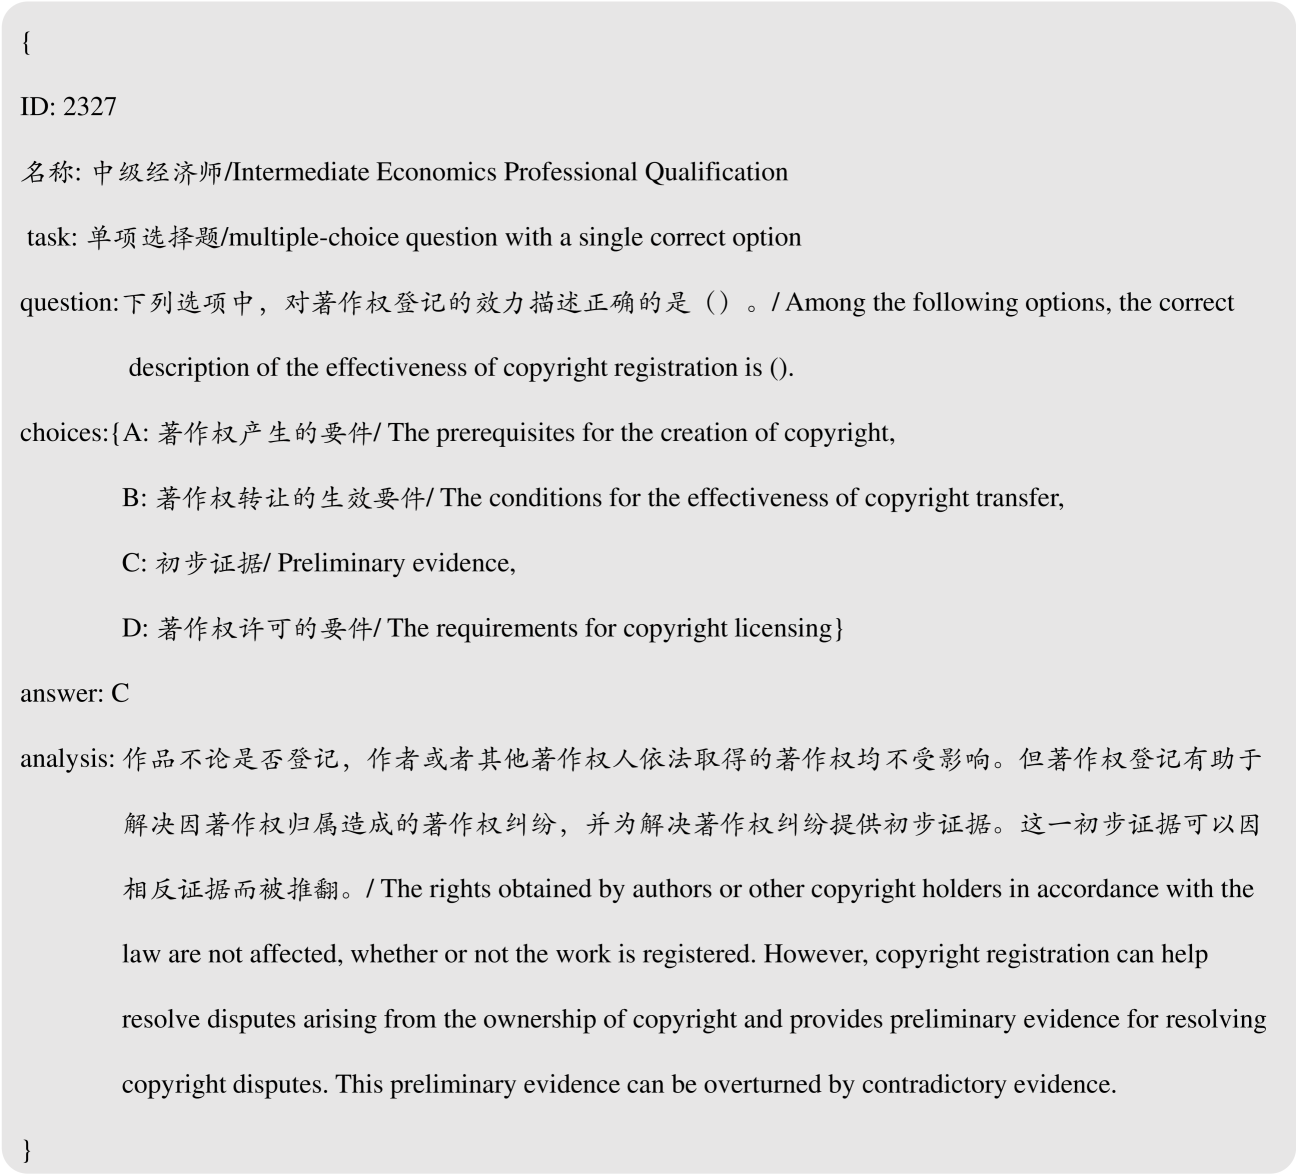 {
ID: 2327
名称: 中级经济师/Intermediate Economics Professional Qualification
task: 单项选择题/multiple-choice question with a single correct option
question:下列选项中，对著作权登记的效力描述正确的是（）。/ Among the following options, the correct
description of the effectiveness of copyright registration is ().
choices:{A: 著作权产生的要件/ The prerequisites for the creation of copyright,
B: 著作权转让的生效要件/ The conditions for the effectiveness of copyright transfer,
C: 初步证据/ Preliminary evidence,
D: 著作权许可的要件/ The requirements for copyright licensing}
answer: C
analysis: 作品不论是否登记，作者或者其他著作权人依法取得的著作权均不受影响。但著作权登记有助于
解决因著作权归属造成的著作权纠纷，并为解决著作权纠纷提供初步证据。这一初步证据可以因
相反证据而被推翻。/ The rights obtained by authors or other copyright holders in accordance with the
law are not affected, whether or not the work is registered. However, copyright registration can help
resolve disputes arising from the ownership of copyright and provides preliminary evidence for resolving
copyright disputes. This preliminary evidence can be overturned by contradictory evidence.
}